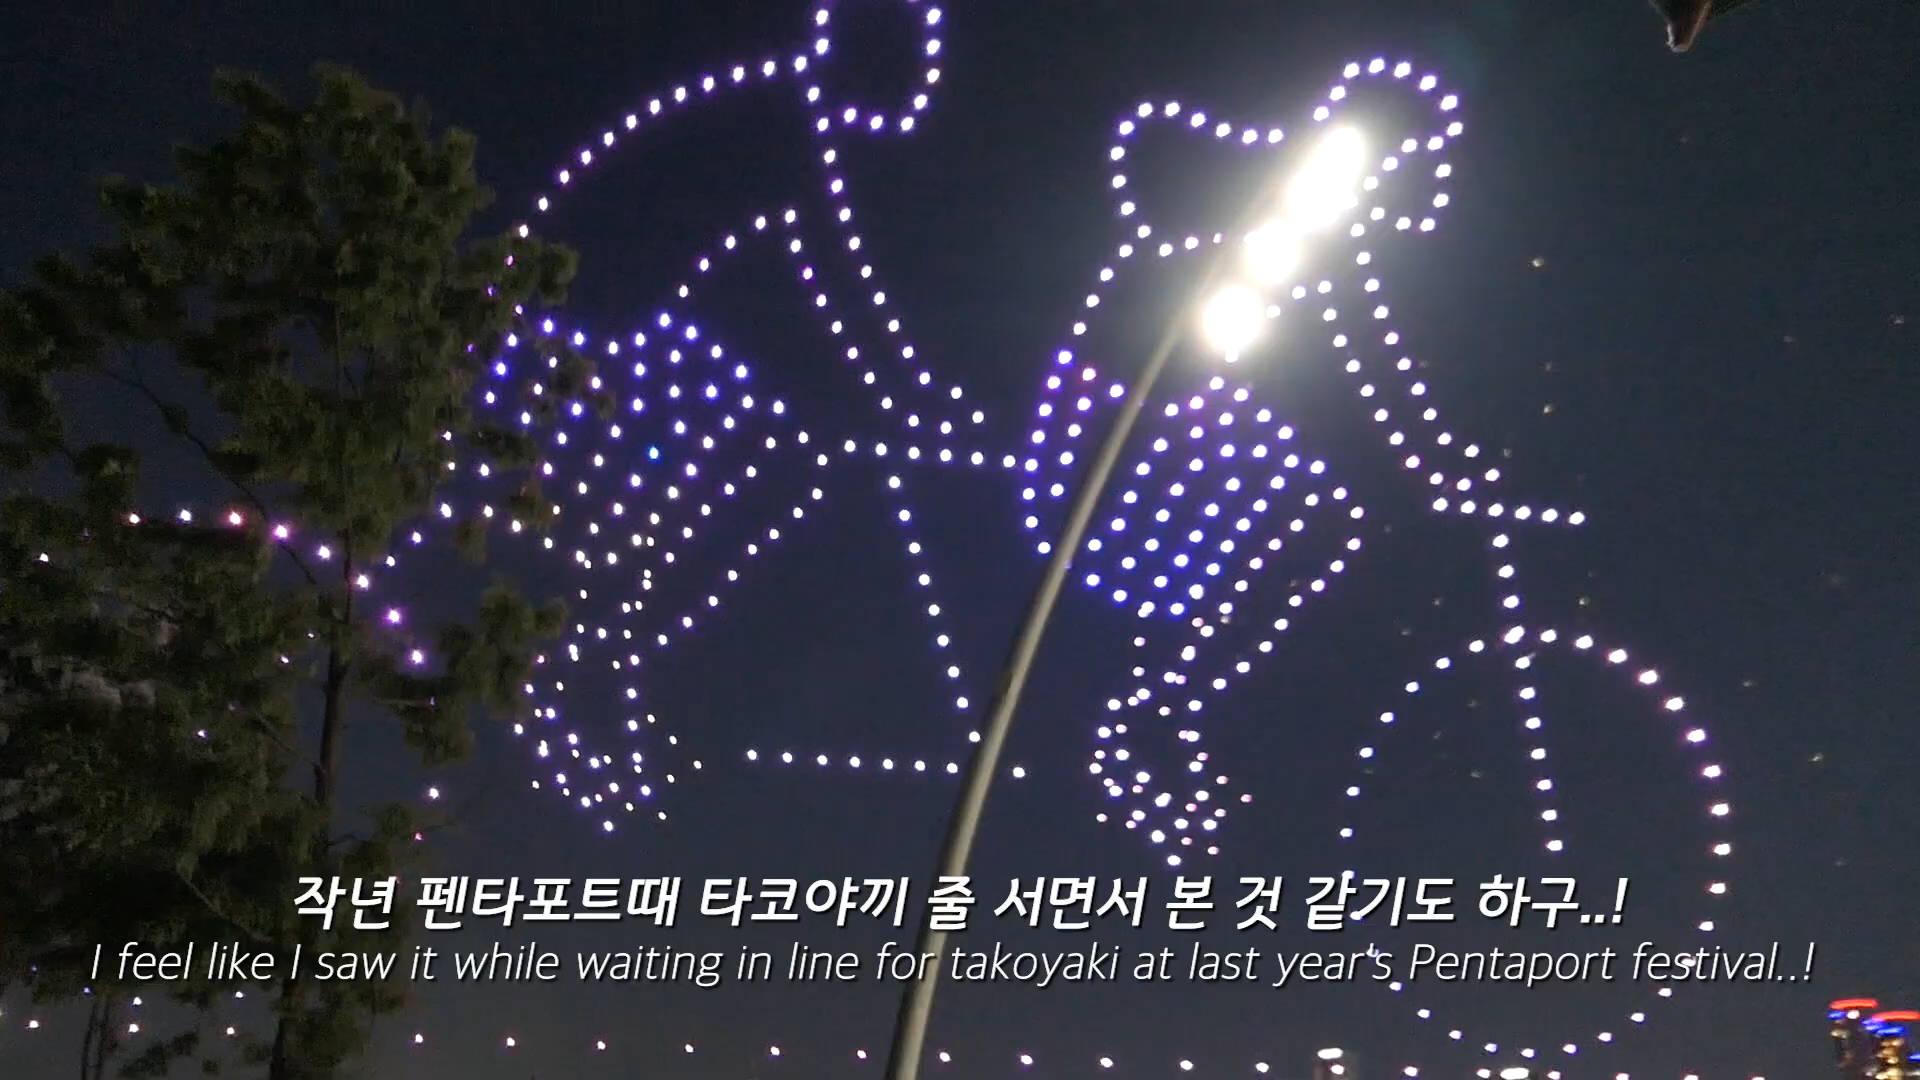 작년 펜타포트때 타코야끼 줄 서면서 본 것 같기도 하구..!
I feel like I saw it while waiting in line for takoyaki at last year's Pentaport festival..!